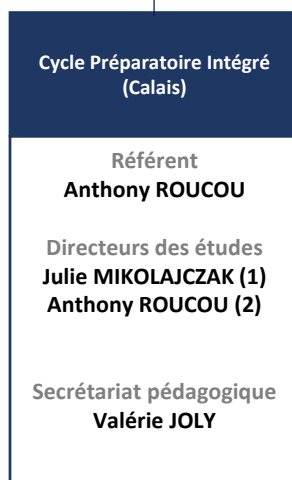 Cycle Préparatoire Intégré
(Calais)
Référent
Anthony ROUCOU
Directeurs des études
Julie MIKOLAJCZAK (1)
Anthony ROUCOU (2)
Secrétariat pédagogique
Valérie JOLY